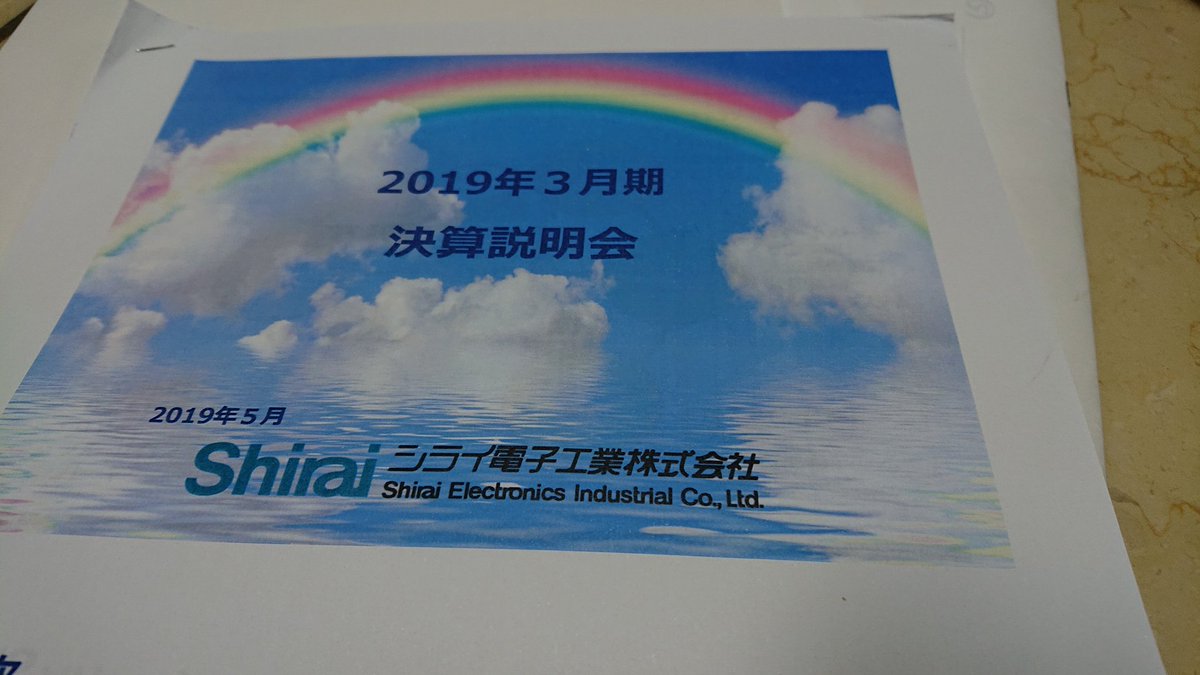 2019年３月期
決算説明会
2019年５月
Shirai シライ電子工業株式会社
Shirai Electronics Industrial Co., Ltd.